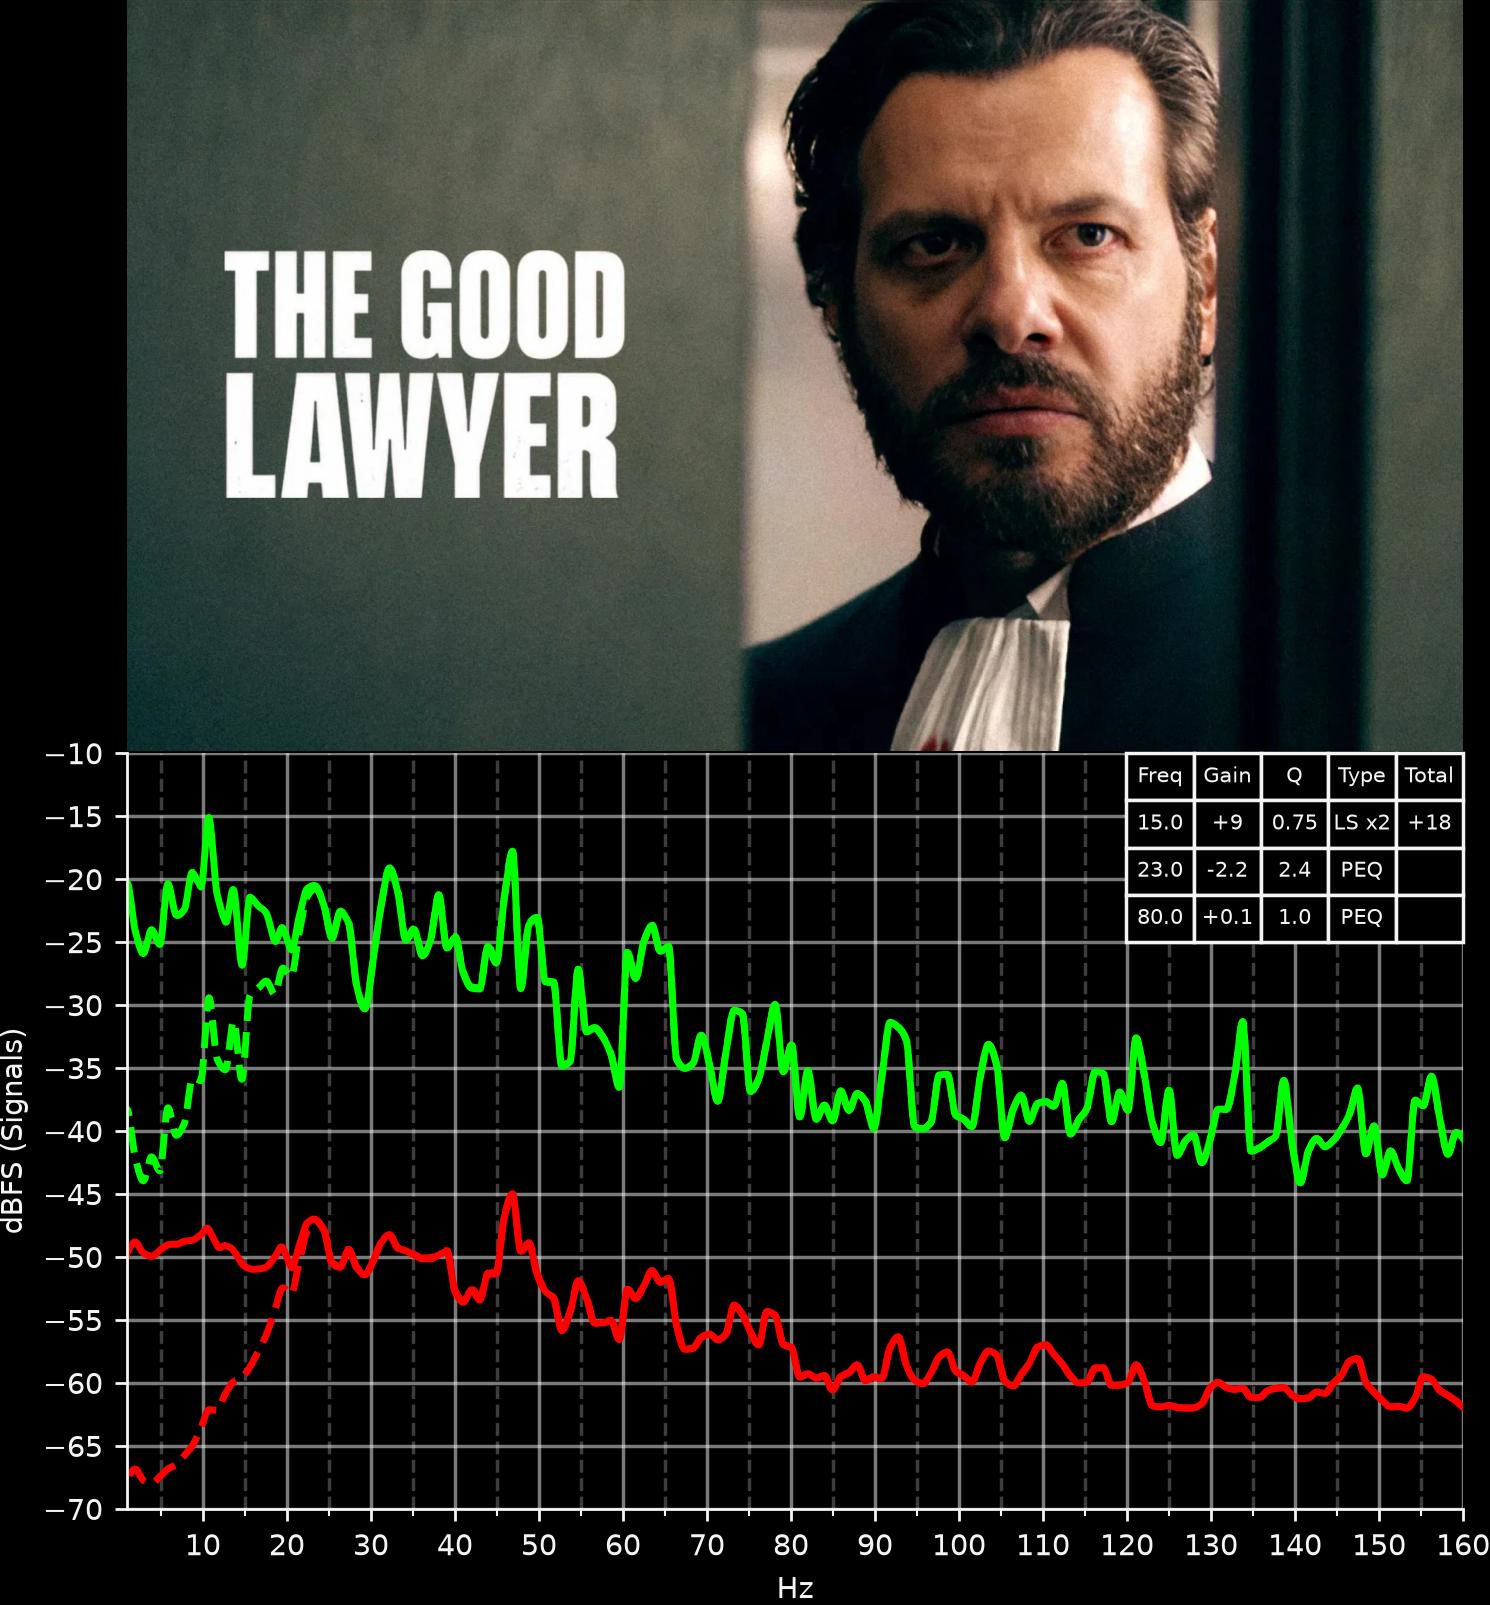 THE GOOD
LAWYER
Freq Gain Q Type Total
15.0 +9 0.75 LS x2 +18
23.0 -2.2 2.4 PEQ
80.0 +0.1 1.0 PEQ
−10
−15
−20
−25
−30
−35
−40
−45
−50
−55
−60
−65
−70
dBFS (Signals)
10 20 30 40 50 60 70 80 90 100 110 120 130 140 150 160
Hz